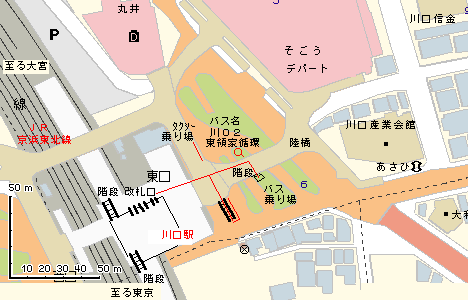 丸井
P
D
至る大宮
線
JR
京浜東北線
そごう
デパート
川口信金
タクシー
乗り場
バス名
川02
東領家循環
陸橋
川口産業会館
あさひ
東口
階段
階段 改札口
バス
乗り場
6
50 m
川口駅
大和
階段
10 20 30 40 50 m
至る東京